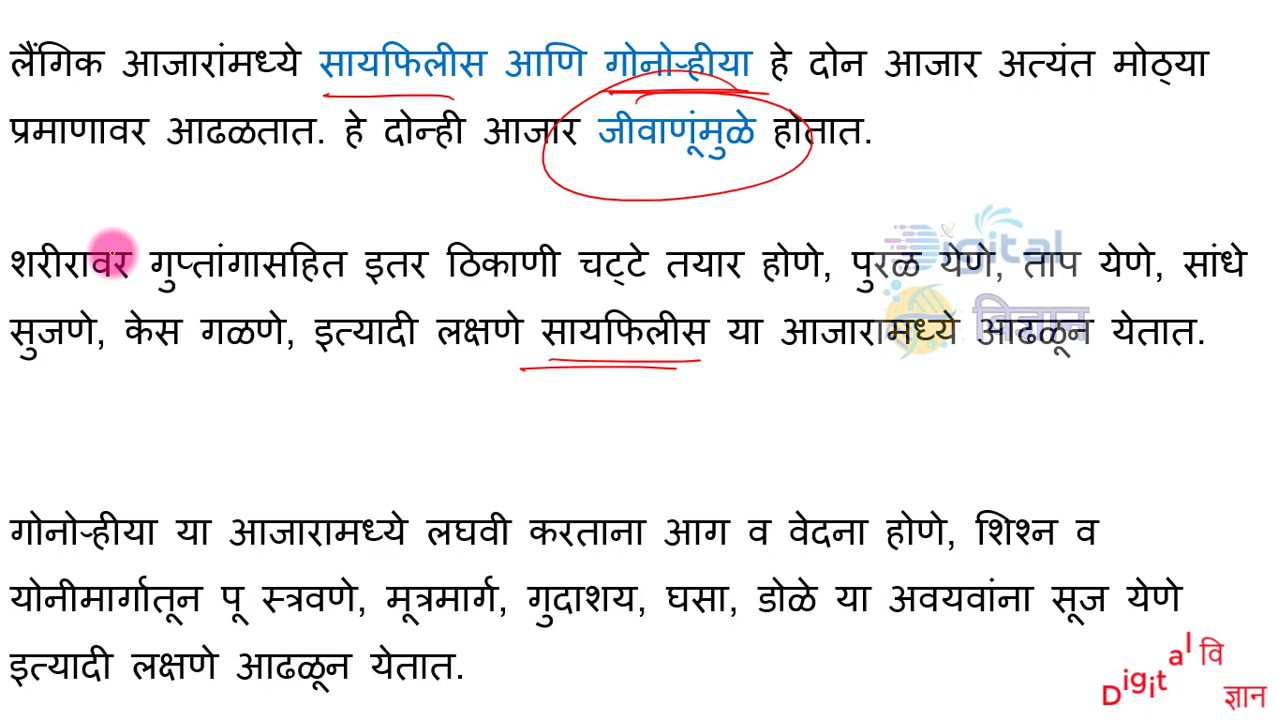 लैंगिक आजारांमध्ये सायफिलीस आणि गोनोऱ्हीया हे दोन आजार अत्यंत मोठ्या
प्रमाणावर आढळतात. हे दोन्ही आजार जीवाणूंमुळे होतात.
शरीरावर गुप्तांगासहित इतर ठिकाणी चट्टे तयार होणे, पुरळ येणे, ताप येणे, सांधे
सुजणे, केस गळणे, इत्यादी लक्षणे सायफिलीस या आजारामध्ये आढळून येतात.
Digital
विज्ञान
गोनोऱ्हीया या आजारामध्ये लघवी करताना आग व वेदना होणे, शिश्न व
योनीमार्गातून पू स्त्रवणे, मूत्रमार्ग, गुदाशय, घसा, डोळे या अवयवांना सूज येणे
इत्यादी लक्षणे आढळून येतात.
Digital वि
ज्ञान